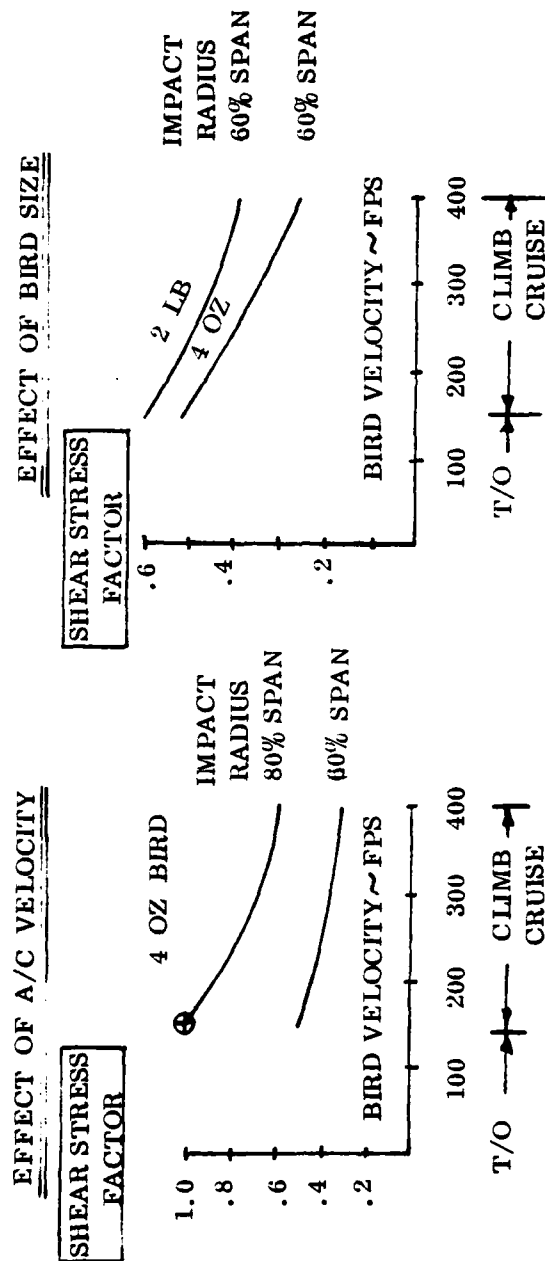 EFFECT OF A/C VELOCITY
SHEAR STRESS
FACTOR
1.0
.8
.6
.4
.2
4 OZ BIRD
IMPACT
RADIUS
80% SPAN
60% SPAN
BIRD VELOCITY ~ FPS
100 200 300 400
T/O CLIMB
CRUISE
EFFECT OF BIRD SIZE
SHEAR STRESS
FACTOR
.6
.4
.2
2 LB
4 OZ
IMPACT
RADIUS
60% SPAN
60% SPAN
BIRD VELOCITY ~ FPS
100 200 300 400
T/O CLIMB
CRUISE